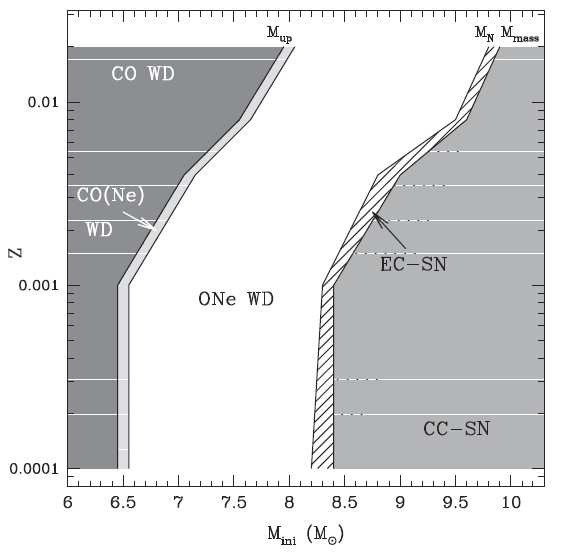 M_up M_N M_mass
CO WD
0.01
CO(Ne)
WD
Z
EC–SN
0.001
ONe WD
CC–SN
0.0001
6 6.5 7 7.5 8 8.5 9 9.5 10
M_ini (M_⊙)